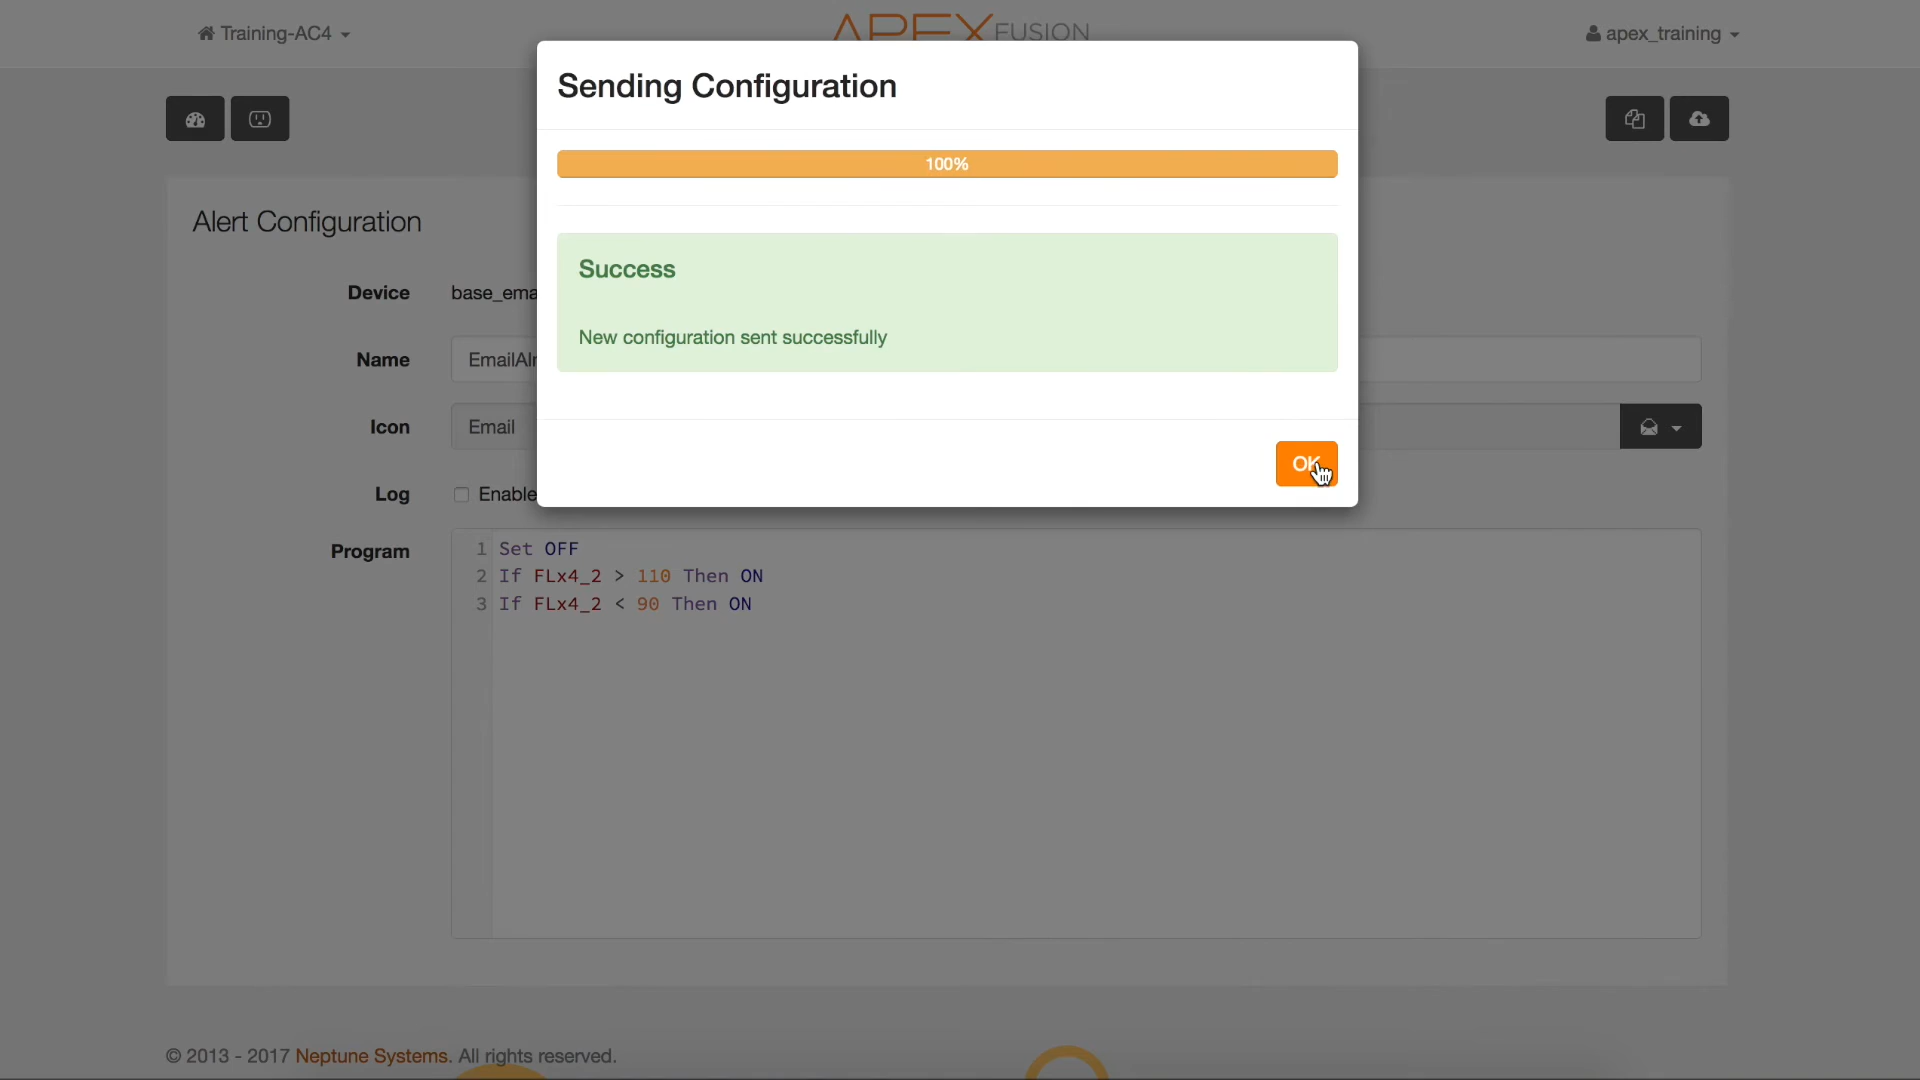 Training-AC4
APEX FUSION
apex_training
Sending Configuration
100%
Alert Configuration
Success
Device base_ema
New configuration sent successfully
Name EmailAlr
Icon Email
OK
Log Enable
Program
1 Set OFF
2 If FLx4_2 > 110 Then ON
3 If FLx4_2 < 90 Then ON
© 2013 - 2017 Neptune Systems. All rights reserved.